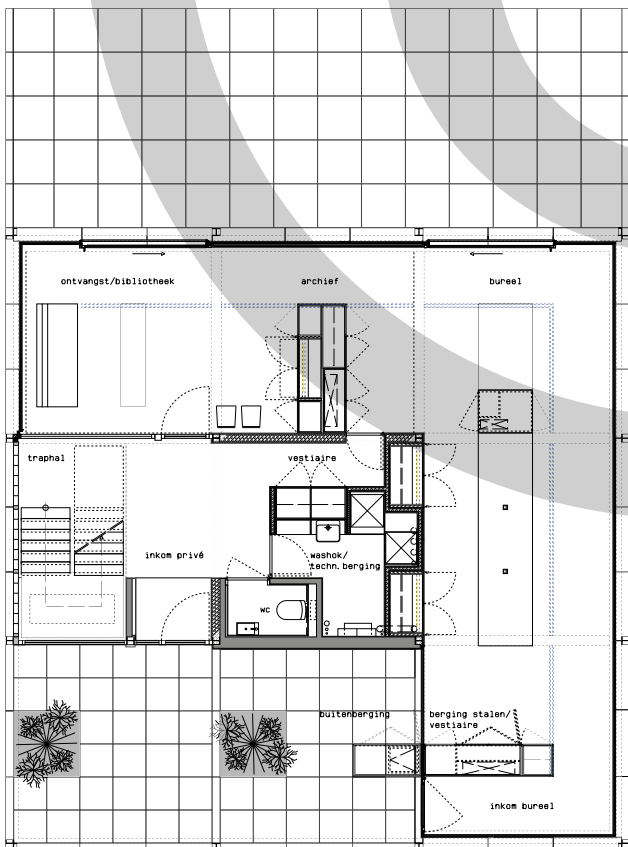 ontvangst/bibliotheek
archief
bureel
traphal
vestiaire
inkom privé
washok/
techn.berging
wc
buitenberging
berging stalen/
vestiaire
inkom bureel